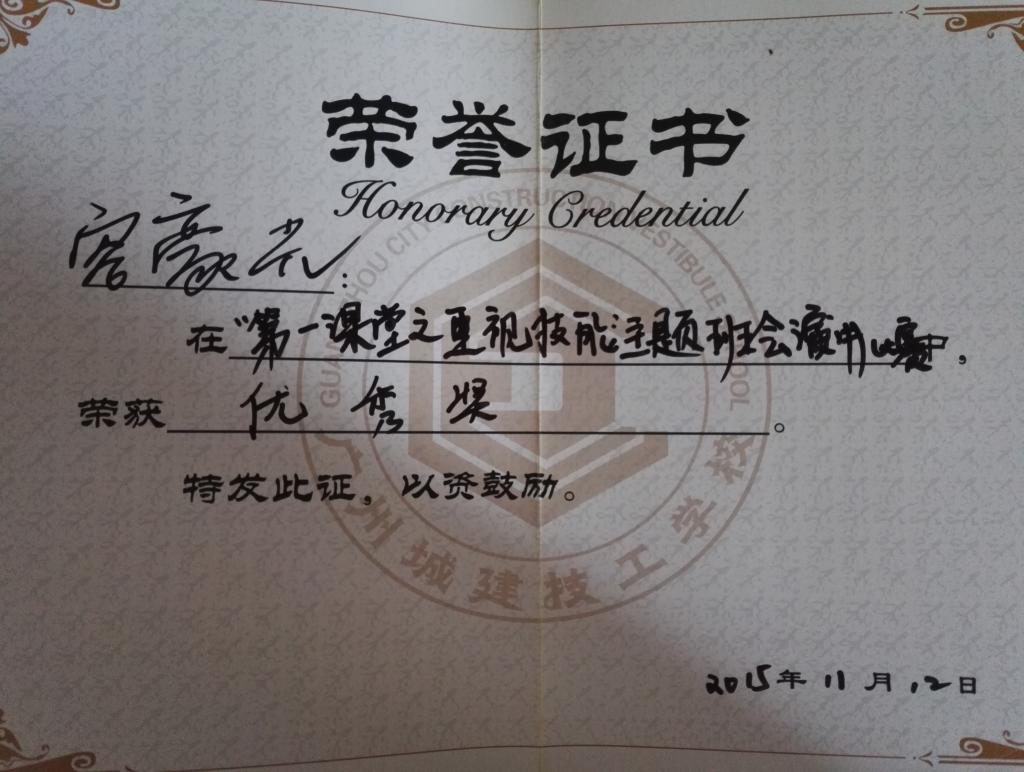 荣誉证书
Honorary Credential
容豪光:
在"第一课堂之重视技能主题班会演讲比赛中,
荣获 优秀奖。
特发此证,以资鼓励。
广州城建技工学校
2015年11月12日